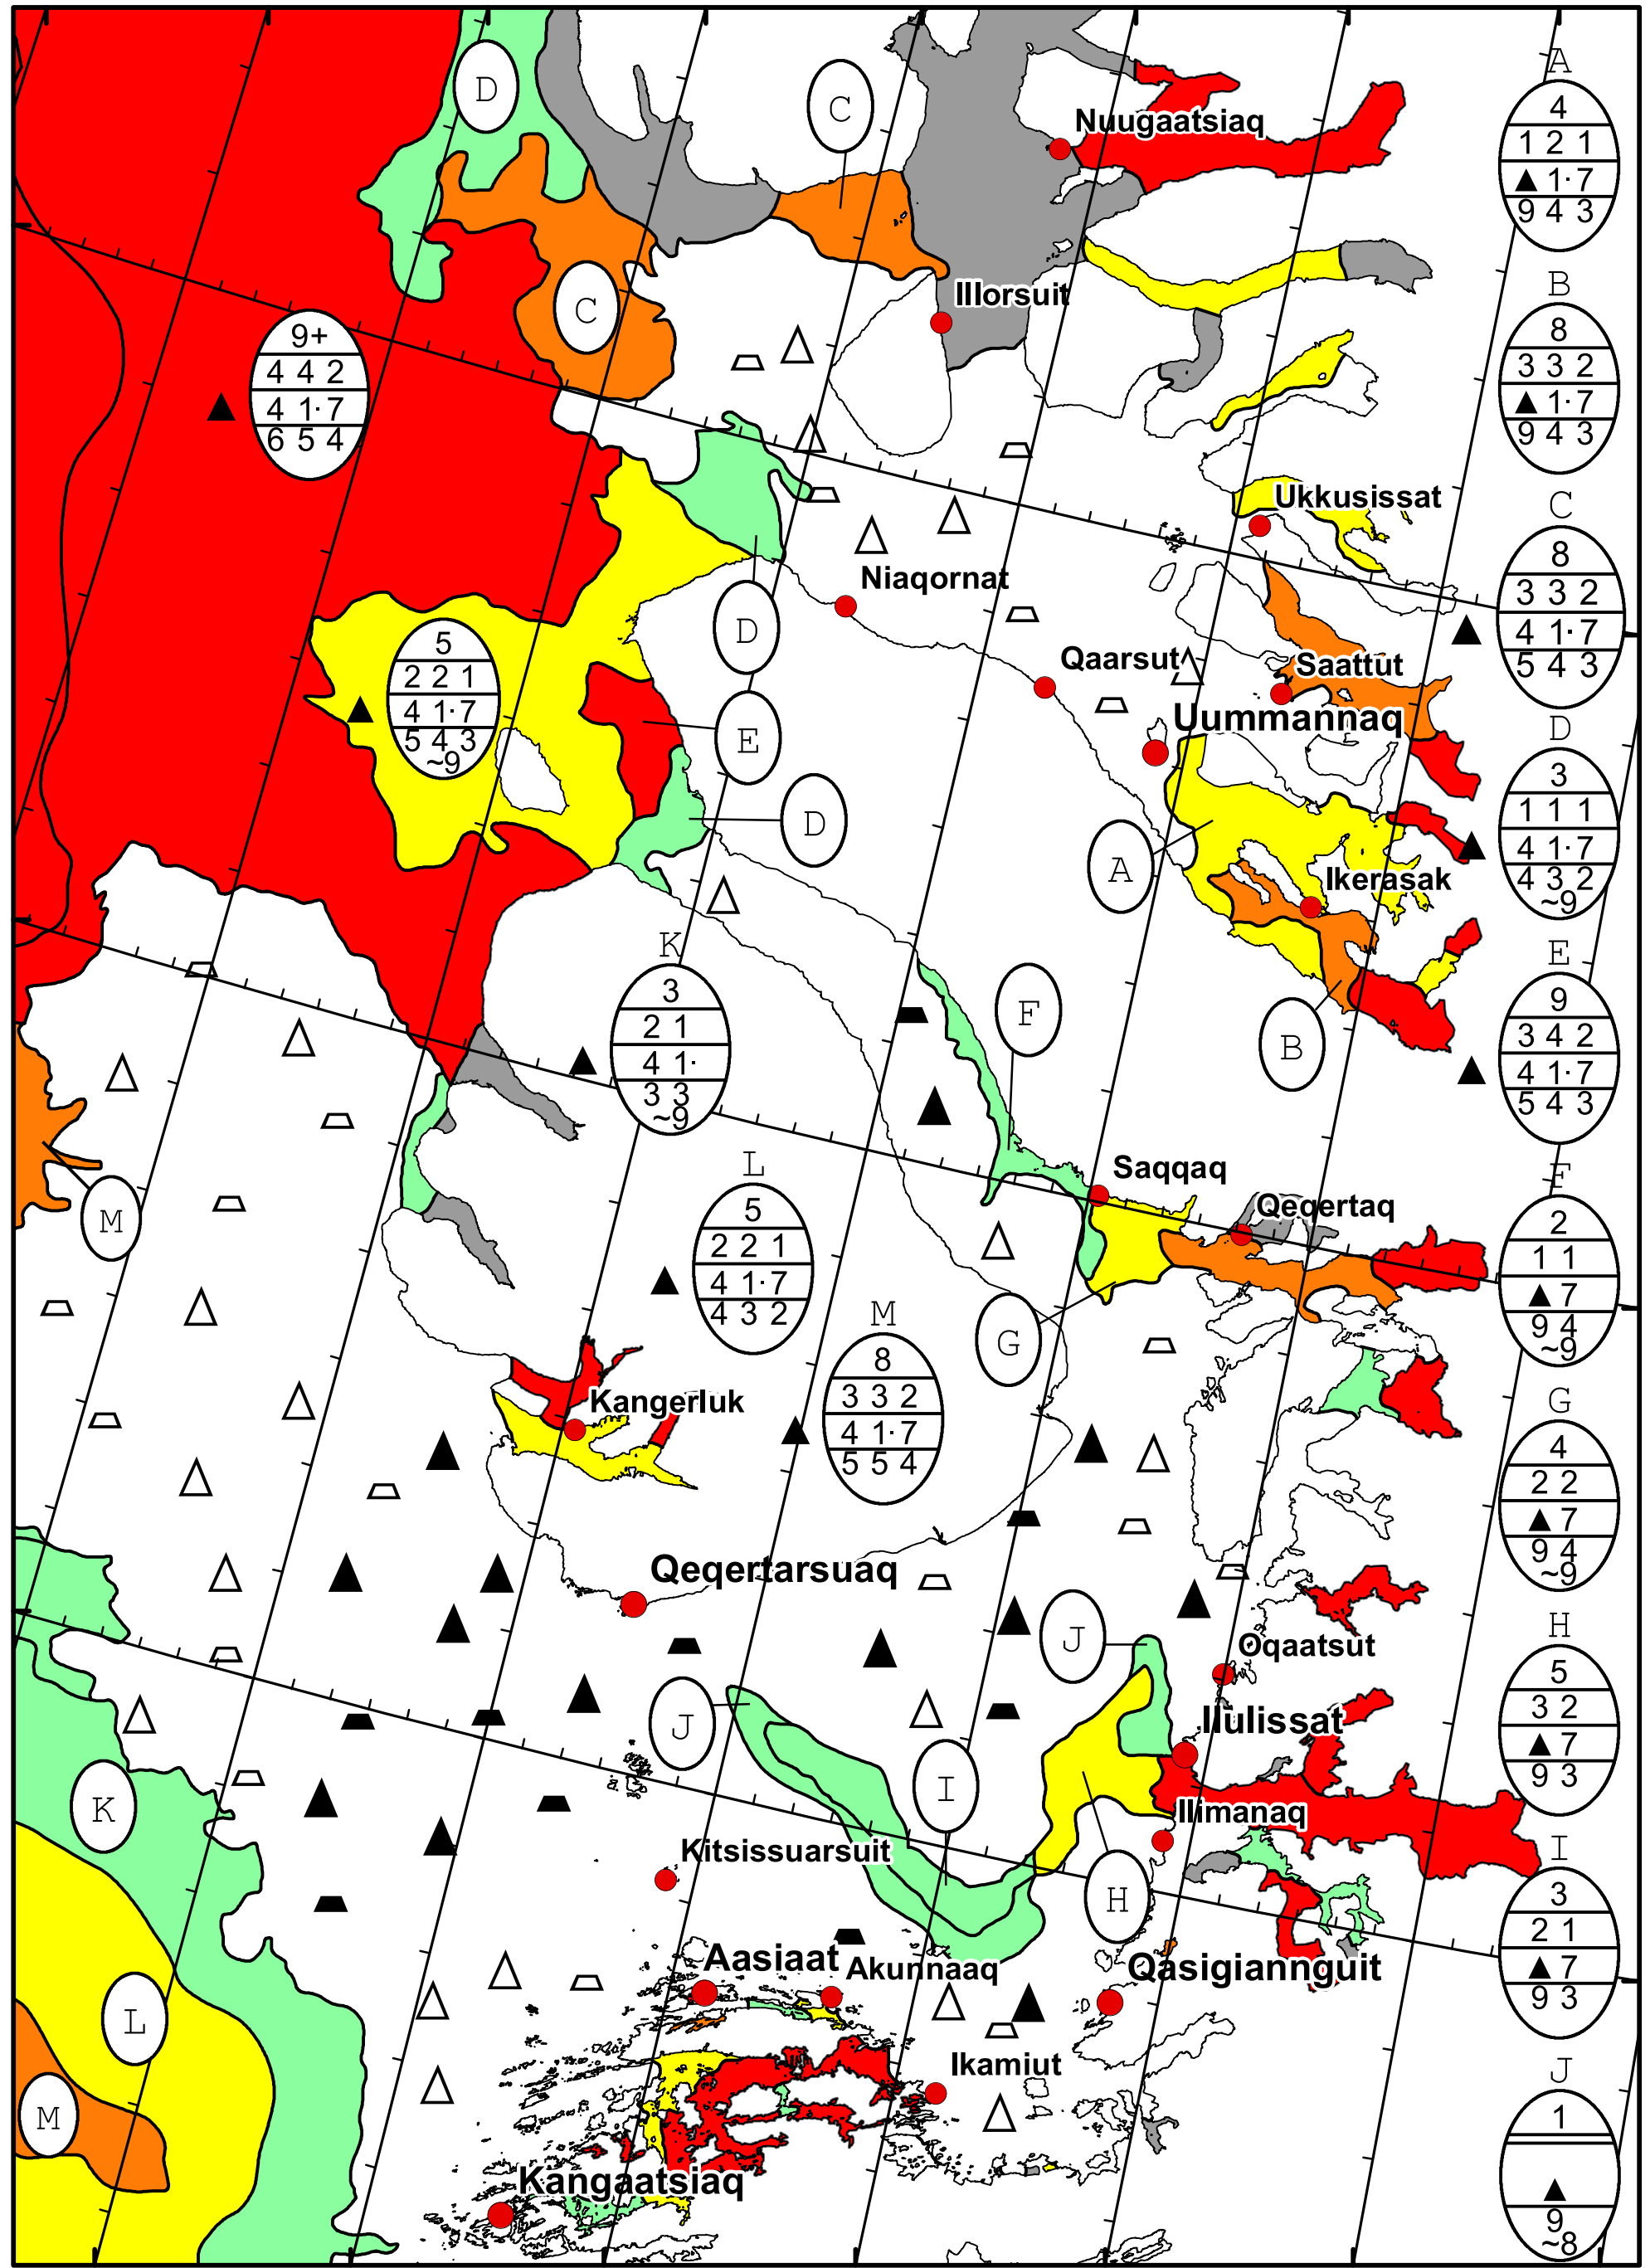 D
C
Nuugaatsiaq
A
4
1 2 1
▲ 1· 7
9 4 3
C
Illorsuit
B
8
3 3 2
▲ 1· 7
9 4 3
9+
4 4 2
4 1· 7
6 5 4
Ukkusissat
C
8
3 3 2
4 1· 7
5 4 3
Niaqornat
D
5
2 2 1
4 1· 7
5 4 3
~9
Qaarsut
Saattut
Uummannaq
E
D
3
1 1 1
4 1· 7
4 3 2
~9
D
A
Ikerasak
K
3
2 1
4 1·
3 3
~9
F
B
E
9
3 4 2
4 1· 7
5 4 3
M
L
5
2 2 1
4 1· 7
4 3 2
Saqqaq
Qeqertaq
F
2
1 1
▲ 7
9 4
~9
G
M
8
3 3 2
4 1· 7
5 5 4
Kangerluk
G
4
2 2
▲ 7
9 4
~9
Qeqertarsuaq
J
Oqaatsut
H
5
3 2
▲ 7
9 3
J
Ilulissat
I
K
Ilimanaq
Kitsissuarsuit
H
I
3
2 1
▲ 7
9 3
Aasiaat
Akunnaaq
Qasigiannguit
L
Ikamiut
M
J
1
▲
9
~8
Kangaatsiaq